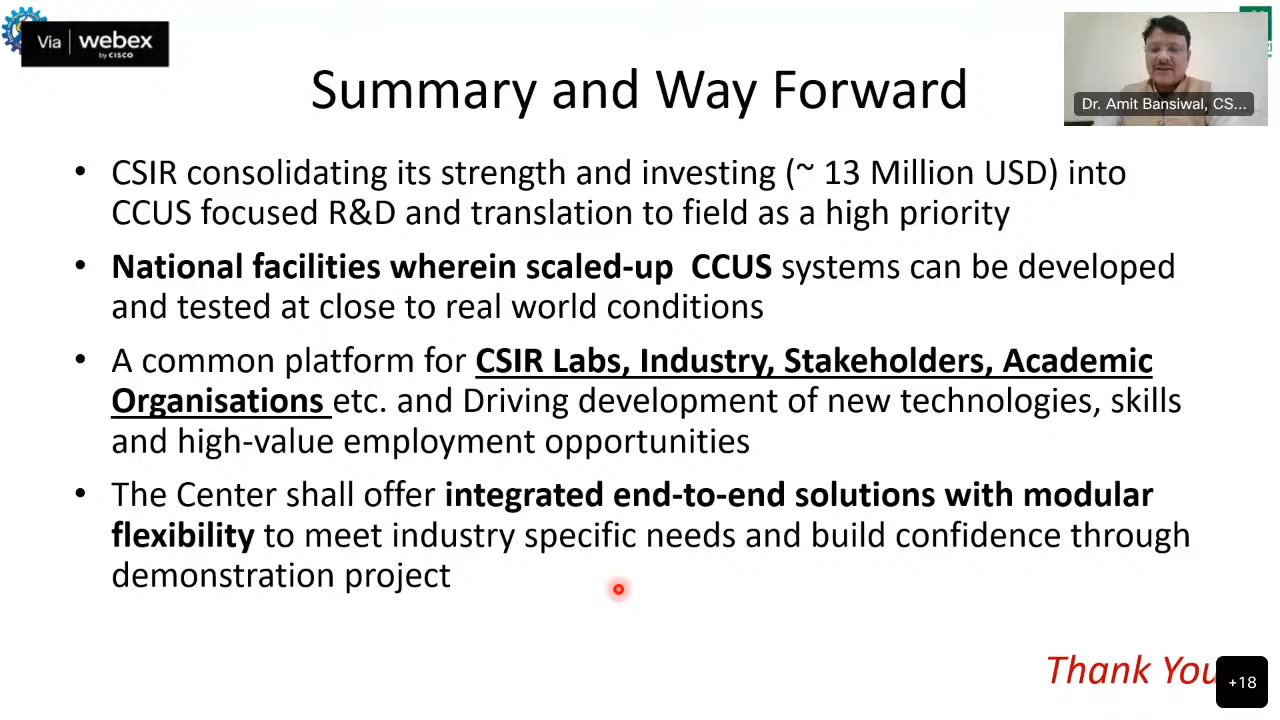 Via webex
by CISCO
Summary and Way Forward
Dr. Amit Bansiwal, CS...
• CSIR consolidating its strength and investing (~ 13 Million USD) into
CCUS focused R&D and translation to field as a high priority
• National facilities wherein scaled-up CCUS systems can be developed
and tested at close to real world conditions
• A common platform for CSIR Labs, Industry, Stakeholders, Academic
Organisations etc. and Driving development of new technologies, skills
and high-value employment opportunities
• The Center shall offer integrated end-to-end solutions with modular
flexibility to meet industry specific needs and build confidence through
demonstration project
Thank You
+18